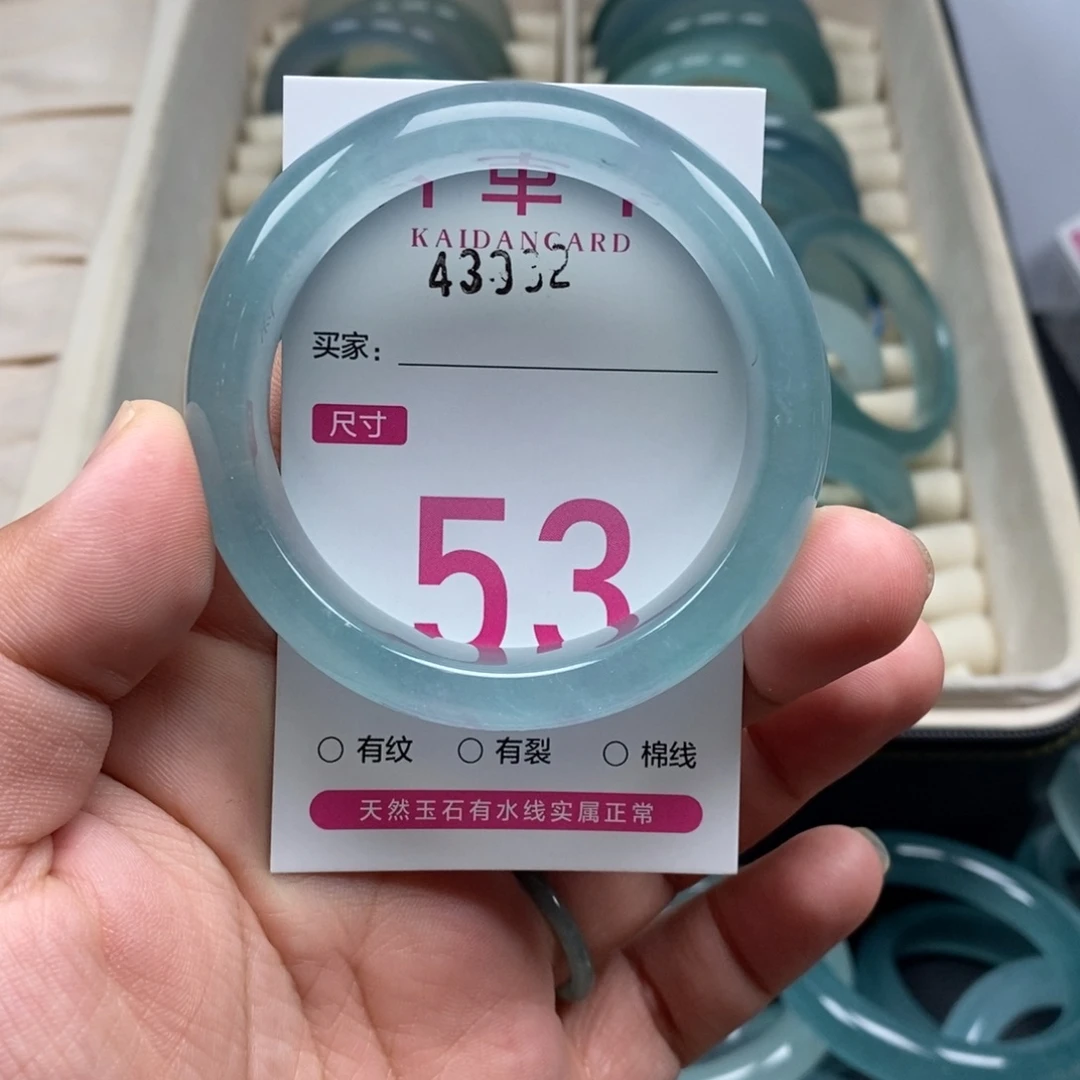 KAIDANCARD
买家：
尺寸
53
○ 有纹 ○ 有裂 ○ 棉线
天然玉石有水线实属正常